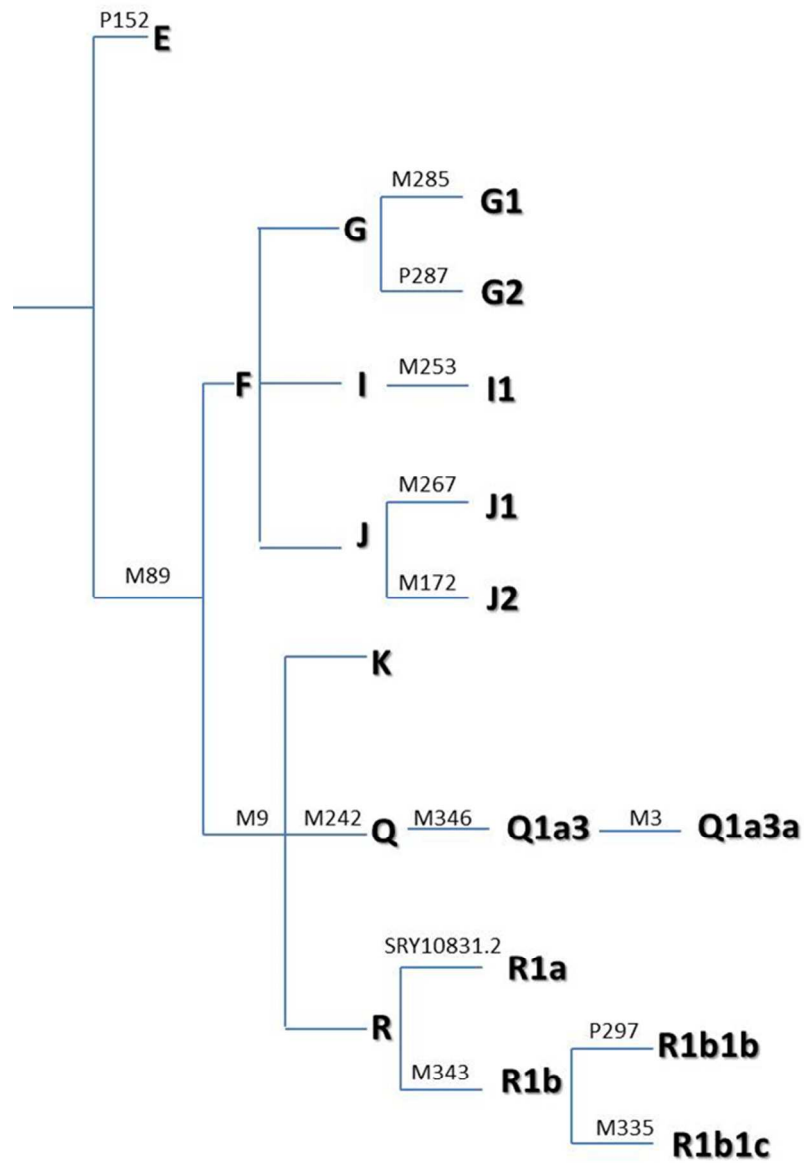 P152
E
M285
G1
G
P287
G2
M253
F
I
I1
M267
J1
J
M172
J2
M89
K
M9
M242
Q
M346
Q1a3
M3
Q1a3a
SRY10831.2
R1a
R
P297
R1b1b
M343
R1b
M335
R1b1c